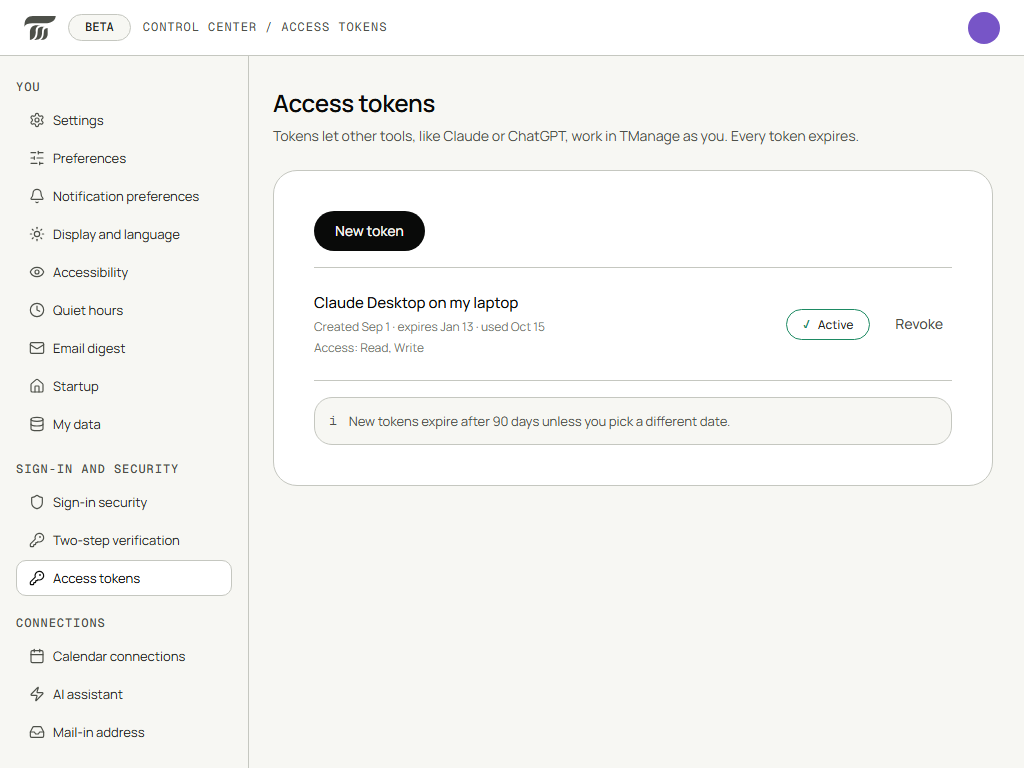 BETA
CONTROL CENTER / ACCESS TOKENS
YOU
Settings
Preferences
Notification preferences
Display and language
Accessibility
Quiet hours
Email digest
Startup
My data
SIGN-IN AND SECURITY
Sign-in security
Two-step verification
Access tokens
CONNECTIONS
Calendar connections
AI assistant
Mail-in address
Access tokens
Tokens let other tools, like Claude or ChatGPT, work in TManage as you. Every token expires.
New token
Claude Desktop on my laptop
Created Sep 1 · expires Jan 13 · used Oct 15
Access: Read, Write
✓ Active
Revoke
i New tokens expire after 90 days unless you pick a different date.